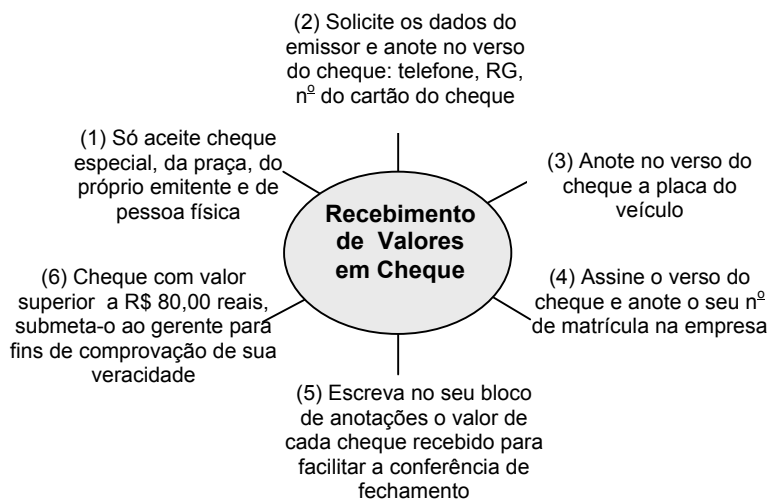 (2) Solicite os dados do
emissor e anote no verso
do cheque: telefone, RG,
nº do cartão do cheque
(1) Só aceite cheque
especial, da praça, do
próprio emitente e de
pessoa física
(3) Anote no verso do
cheque a placa do
veículo
Recebimento
de Valores
em Cheque
(6) Cheque com valor
superior a R$ 80,00 reais,
submeta-o ao gerente para
fins de comprovação de sua
veracidade
(4) Assine o verso do
cheque e anote o seu nº
de matrícula na empresa
(5) Escreva no seu bloco
de anotações o valor de
cada cheque recebido para
facilitar a conferência de
fechamento